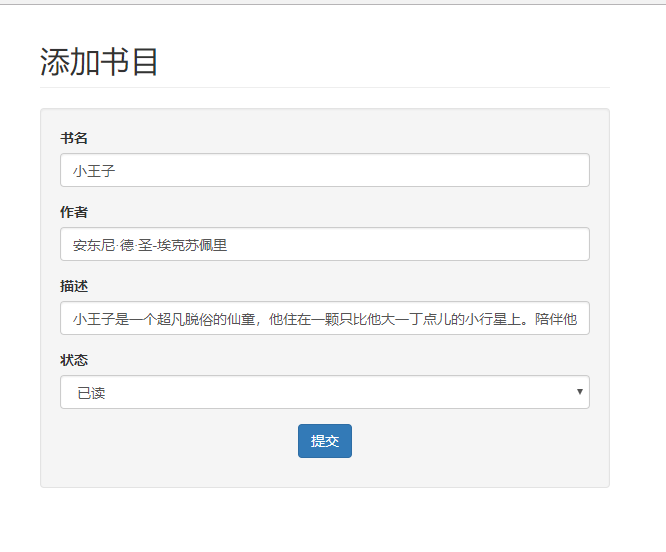 添加书目
书名
小王子
作者
安东尼·德·圣-埃克苏佩里
描述
小王子是一个超凡脱俗的仙童，他住在一颗只比他大一丁点儿的小行星上。陪伴他
状态
已读
提交